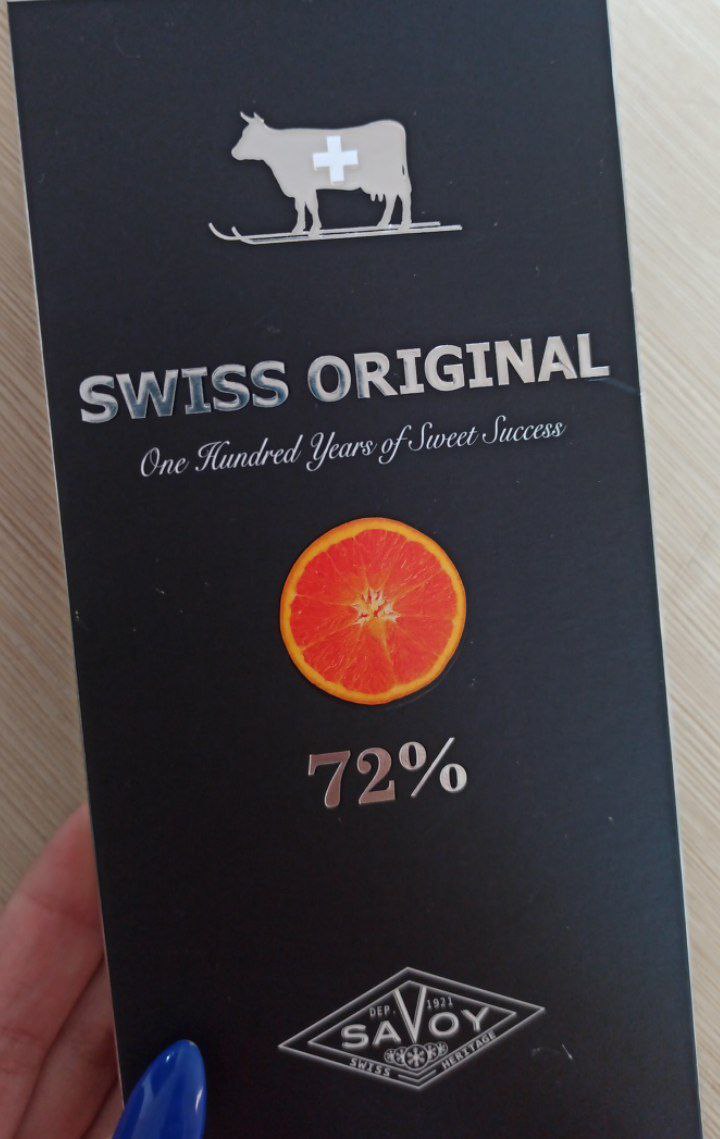 SWISS ORIGINAL
One Hundred Years of Sweet Success
72%
DEP. 1921
SAVOY
SWISS HERITAGE